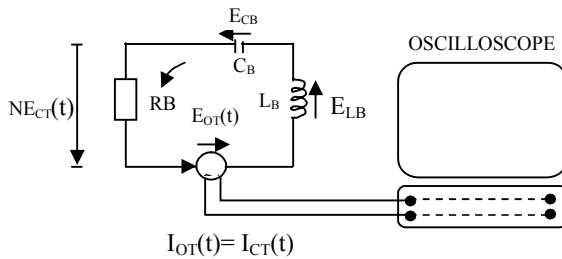 E_CB
OSCILLOSCOPE
C_B
NE_CT(t)
RB
L_B
E_LB
E_OT(t)
I_OT(t)= I_CT(t)